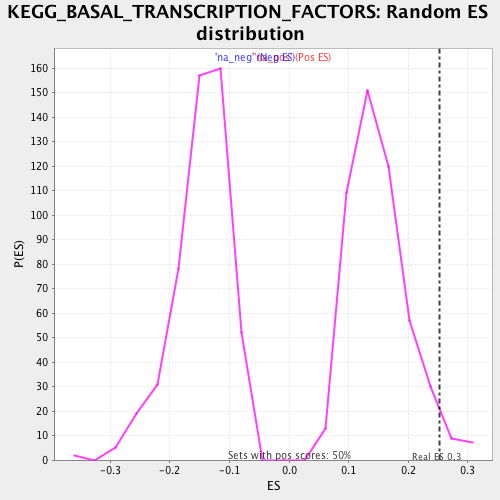 KEGG_BASAL_TRANSCRIPTION_FACTORS: Random ES
distribution
'na_neg' (Neg ES) na_pos' (Pos ES)
160
150
140
130
120
110
100
90
80
70
60
50
40
30
20
10
0
P(ES)
Sets with pos scores: 50%
Real ES 0.3
-0.3 -0.2 -0.1 0.0 0.1 0.2 0.3
ES